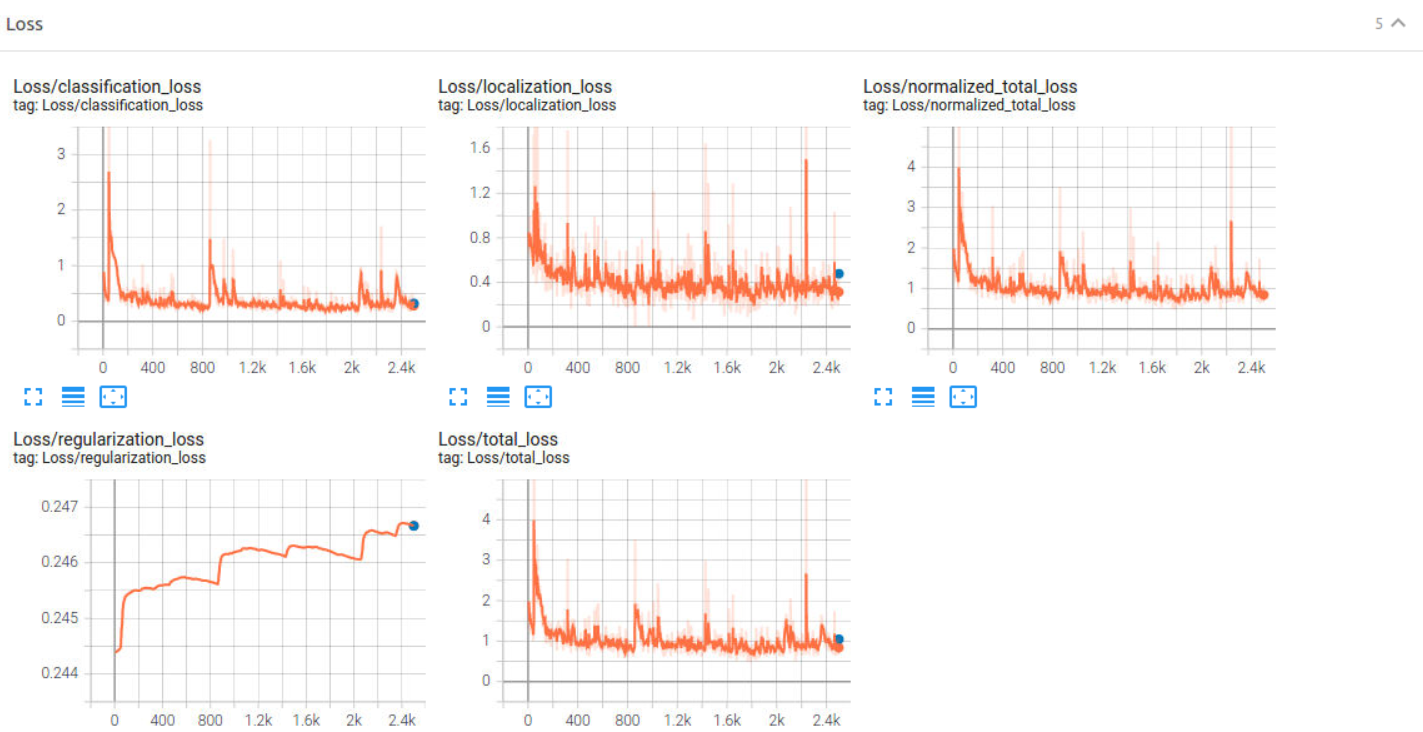 Loss
5
Loss/classification_loss
tag: Loss/classification_loss
3
2
1
0
0 400 800 1.2k 1.6k 2k 2.4k
Loss/localization_loss
tag: Loss/localization_loss
1.6
1.2
0.8
0.4
0
0 400 800 1.2k 1.6k 2k 2.4k
Loss/normalized_total_loss
tag: Loss/normalized_total_loss
4
3
2
1
0
0 400 800 1.2k 1.6k 2k 2.4k
Loss/regularization_loss
tag: Loss/regularization_loss
0.247
0.246
0.245
0.244
0 400 800 1.2k 1.6k 2k 2.4k
Loss/total_loss
tag: Loss/total_loss
4
3
2
1
0
0 400 800 1.2k 1.6k 2k 2.4k